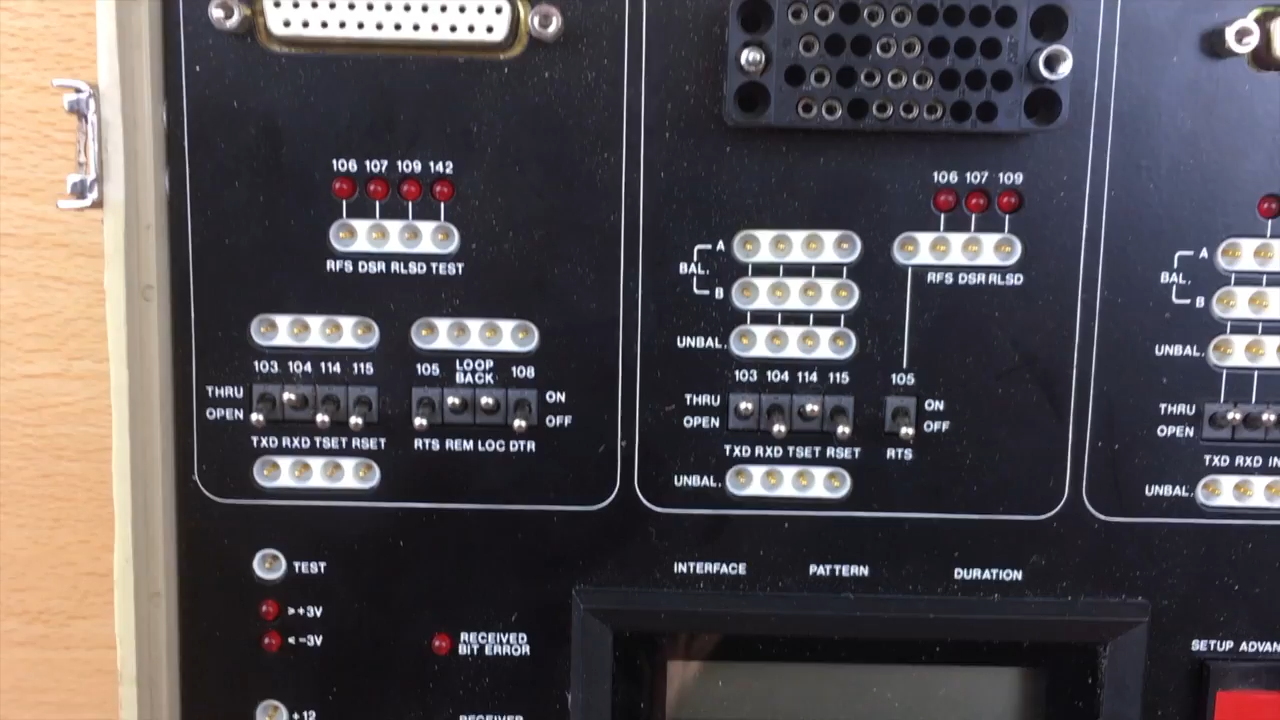 106 107 109 142
RFS DSR RLSD TEST
103 104 114 115
105 LOOP BACK 108
THRU
OPEN
ON
OFF
TXD RXD TSET RSET
RTS REM LOC DTR
106 107 109
A
BAL.
B
RFS DSR RLSD
UNBAL.
103 104 114 115
105
THRU
OPEN
ON
OFF
TXD RXD TSET RSET
RTS
UNBAL.
A
BAL.
B
UNBAL.
THRU
OPEN
TXD RXD
UNBAL.
TEST
≥+3V
<-3V
RECEIVED
BIT ERROR
+12
INTERFACE PATTERN DURATION
SETUP